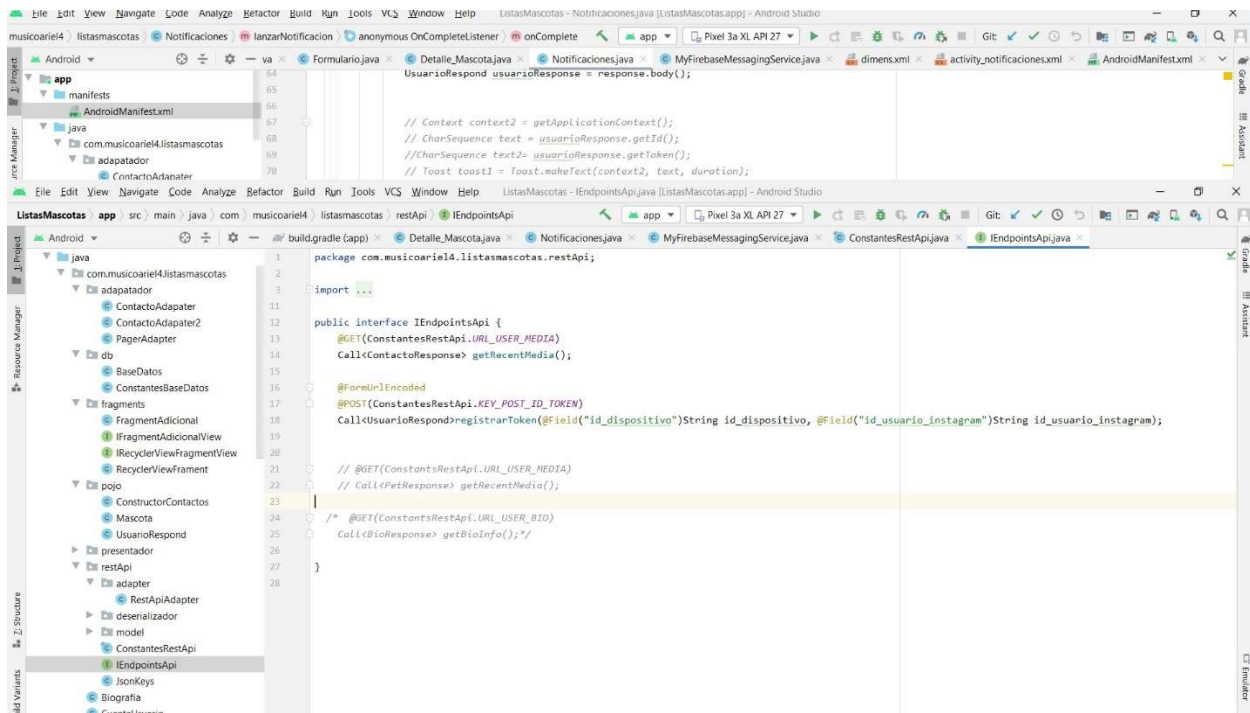 File Edit View Navigate Code Analyze Refactor Build Run Tools VCS Window Help ListasMascotas - Notificaciones.java [ListasMascotas.app] - Android Studio
musicoariel4 listasmascotas Notificaciones lanzarNotificacion anonymous OnCompleteListener onComplete app Pixel 3a XL API 27 Git:
Android va Formulario.java Detalle_Mascota.java Notificaciones.java MyFirebaseMessagingService.java dimens.xml activity_notificaciones.xml AndroidManifest.xml
1: Project
Gradle
app
64 UsuarioRespond usuarioResponse = response.body();
manifests
65
AndroidManifest.xml
66
java
67 // Context context2 = getApplicationContext();
Assistant
com.musicoariel4.listasmascotas
68 // CharSequence text = usuarioResponse.getId();
adapatador
69 //CharSequence text2= usuarioResponse.getToken();
ContactoAdapater
70 // Toast toast1 = Toast.makeText(context2, text, duration);
urce Manager
File Edit View Navigate Code Analyze Refactor Build Run Tools VCS Window Help ListasMascotas - IEndpointsApi.java [ListasMascotas.app] - Android Studio
ListasMascotas app src main java com musicoariel4 listasmascotas restApi IEndpointsApi app Pixel 3a XL API 27 Git:
Android build.gradle (:app) Detalle_Mascota.java Notificaciones.java MyFirebaseMessagingService.java ConstantesRestApi.java IEndpointsApi.java
1: Project
Gradle
java
1 package com.musicoariel4.listasmascotas.restApi;
com.musicoariel4.listasmascotas
2
adapatador
3 import ...
ContactoAdapater
11
ContactoAdapater2
12 public interface IEndpointsApi {
PagerAdapter
13 @GET(ConstantesRestApi.URL_USER_MEDIA)
db
14 Call<ContactoResponse> getRecentMedia();
BaseDatos
15
ConstantesBaseDatos
16 @FormUrlEncoded
fragments
17 @POST(ConstantesRestApi.KEY_POST_ID_TOKEN)
FragmentAdicional
18 Call<UsuarioRespond>registrarToken(@Field("id_dispositivo")String id_dispositivo, @Field("id_usuario_instagram")String id_usuario_instagram);
IFragmentAdicionalView
19
IRecyclerViewFragmentView
20
RecyclerViewFrament
21 // @GET(ConstantsRestApi.URL_USER_MEDIA)
pojo
22 // Call<PetResponse> getRecentMedia();
ConstructorContactos
23
Mascota
24 /* @GET(ConstantsRestApi.URL_USER_BIO)
UsuarioRespond
25 Call<BioResponse> getBioInfo();*/
presentador
26
restApi
27 }
adapter
28
RestApiAdapter
deserializador
model
ConstantesRestApi
IEndpointsApi
JsonKeys
Biografia
Resource Manager
Z: Structure
ild Variants
Assistant
Emulator